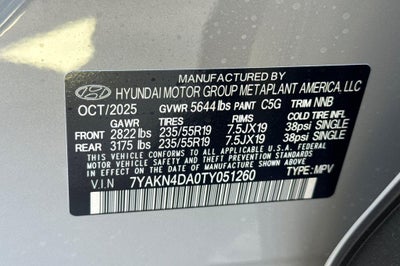 MANUFACTURED BY
HYUNDAI MOTOR GROUP METAPLANT AMERICA, LLC
OCT/2025 GVWR 5644 lbs PAINT C5G TRIM NNB
GAWR TIRES RIMS COLD TIRE INFL
FRONT 2822 lbs 235/55R19 7.5JX19 38psi SINGLE
REAR 3175 lbs 235/55R19 7.5JX19 38psi SINGLE
THIS VEHICLE CONFORMS TO ALL APPLICABLE FEDERAL
MOTOR VEHICLE SAFETY STANDARDS IN EFFECT ON THE
DATE OF MANUFACTURE SHOWN ABOVE.
V.I.N 7YAKN4DA0TY051260 TYPE: MPV